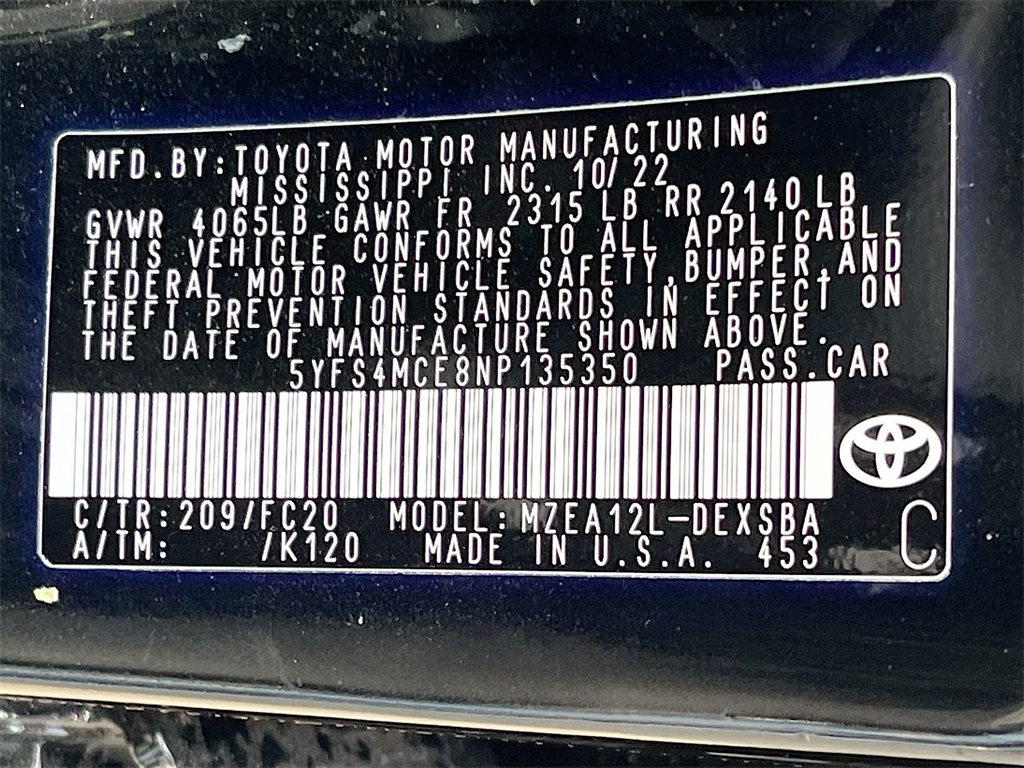 MFD.BY:TOYOTA MOTOR MANUFACTURING
MISSISSIPPI INC. 10/22
GVWR 4065LB GAWR FR 2315 LB RR 2140 LB
THIS VEHICLE CONFORMS TO ALL APPLICABLE
FEDERAL MOTOR VEHICLE SAFETY,BUMPER,AND
THEFT PREVENTION STANDARDS IN EFFECT ON
THE DATE OF MANUFACTURE SHOWN ABOVE.
5YFS4MCE8NP135350 PASS.CAR
C/TR:209/FC20 MODEL:MZEA12L-DEXSBA
A/TM: /K120 MADE IN U.S.A. 453
C